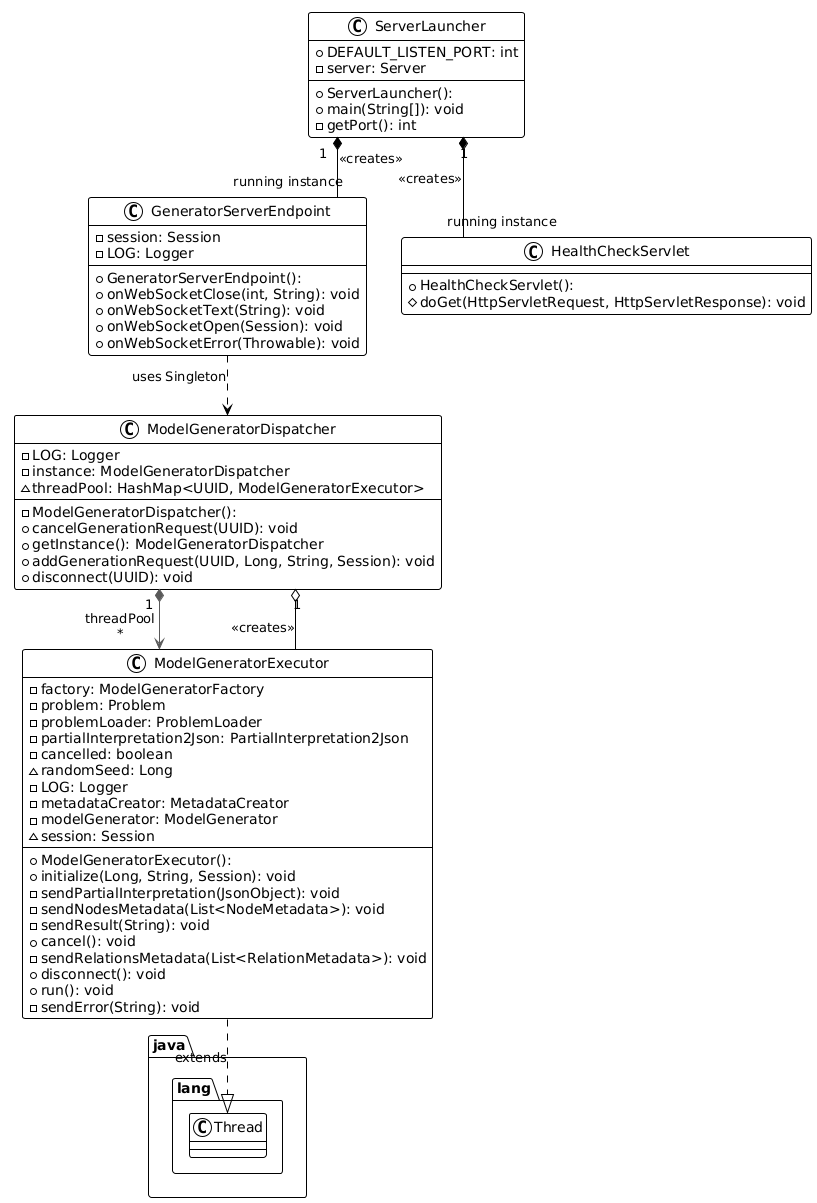 C ServerLauncher
DEFAULT_LISTEN_PORT: int
server: Server
ServerLauncher():
main(String[]): void
getPort(): int
1
«creates»
running instance
1
«creates»
running instance
C GeneratorServerEndpoint
session: Session
LOG: Logger
GeneratorServerEndpoint():
onWebSocketClose(int, String): void
onWebSocketText(String): void
onWebSocketOpen(Session): void
onWebSocketError(Throwable): void
C HealthCheckServlet
HealthCheckServlet():
doGet(HttpServletRequest, HttpServletResponse): void
uses Singleton
C ModelGeneratorDispatcher
LOG: Logger
instance: ModelGeneratorDispatcher
threadPool: HashMap<UUID, ModelGeneratorExecutor>
ModelGeneratorDispatcher():
cancelGenerationRequest(UUID): void
getInstance(): ModelGeneratorDispatcher
addGenerationRequest(UUID, Long, String, Session): void
disconnect(UUID): void
1
threadPool
*
1
«creates»
C ModelGeneratorExecutor
factory: ModelGeneratorFactory
problem: Problem
problemLoader: ProblemLoader
partialInterpretation2Json: PartialInterpretation2Json
cancelled: boolean
randomSeed: Long
LOG: Logger
metadataCreator: MetadataCreator
modelGenerator: ModelGenerator
session: Session
ModelGeneratorExecutor():
initialize(Long, String, Session): void
sendPartialInterpretation(JsonObject): void
sendNodesMetadata(List<NodeMetadata>): void
sendResult(String): void
cancel(): void
sendRelationsMetadata(List<RelationMetadata>): void
disconnect(): void
run(): void
sendError(String): void
java
extends
lang
C Thread